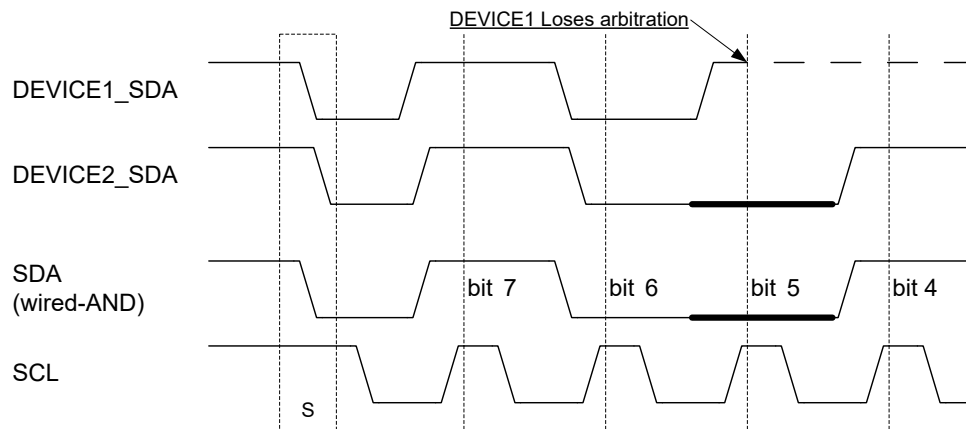 DEVICE1 Loses arbitration
DEVICE1_SDA
DEVICE2_SDA
SDA
(wired-AND)
bit 7
bit 6
bit 5
bit 4
SCL
S